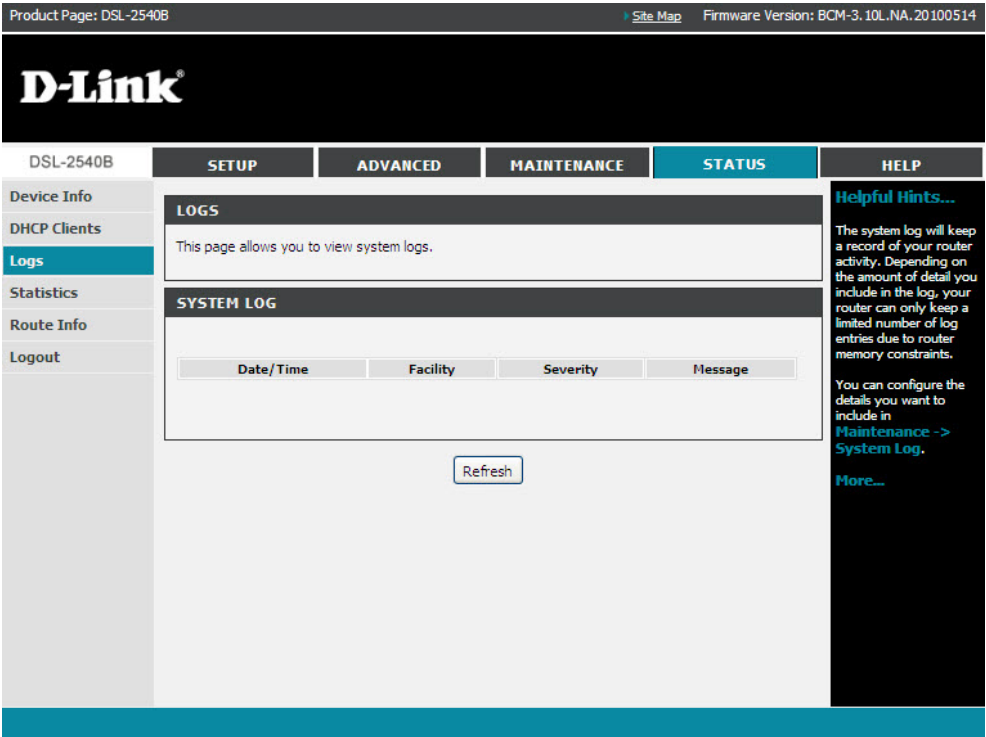 Product Page: DSL-2540B Site Map Firmware Version: BCM-3.10L.NA.20100514
D-Link®
DSL-2540B SETUP ADVANCED MAINTENANCE STATUS HELP
Device Info
DHCP Clients
Logs
Statistics
Route Info
Logout
LOGS
This page allows you to view system logs.
SYSTEM LOG
Date/Time Facility Severity Message
Refresh
Helpful Hints...
The system log will keep
a record of your router
activity. Depending on
the amount of detail you
include in the log, your
router can only keep a
limited number of log
entries due to router
memory constraints.
You can configure the
details you want to
include in
Maintenance ->
System Log.
More...